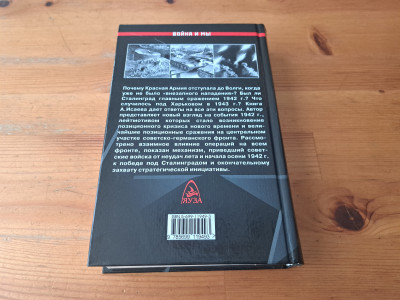 ВОЙНА И МЫ
Почему Красная Армия отступала до Волги, когда
уже не было «внезапного нападения»? Был ли
Сталинград главным сражением 1942 г.? Что
случилось под Харьковом в 1943 г.? Книга
А.Исаева дает ответы на все эти вопросы. Автор
представляет новый взгляд на события 1942 г.,
лейтмотивом которых стало возникновение
позиционного кризиса нового времени и вели-
чайшие позиционные сражения на центральном
участке советско-германского фронта. Рассмот-
рено взаимное влияние операций на всем
фронте, показан механизм, приведший совет-
ские войска от неудач лета и начала осени 1942 г.
к победе под Сталинградом и окончательному
захвату стратегической инициативы.
ЯУЗА